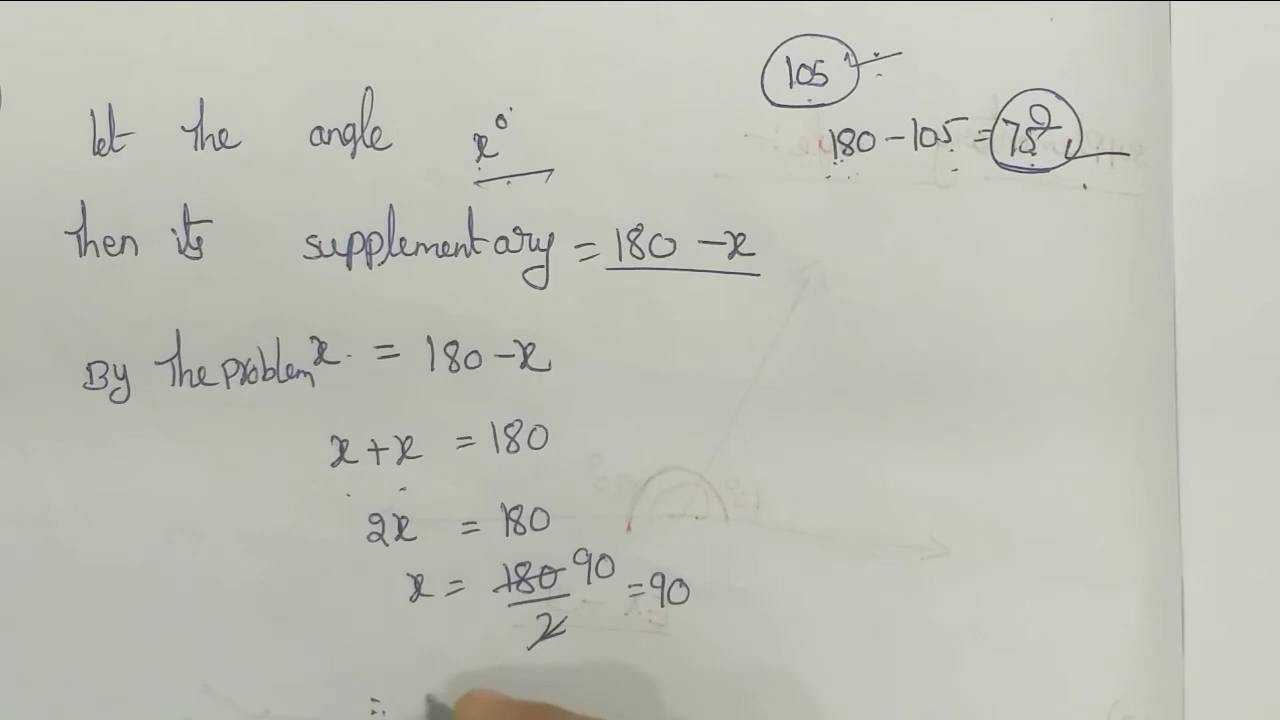 105
180-105=75°
let the angle x°
then its supplementary = 180 - x
By the problem x = 180 - x
x + x = 180
2x = 180
x = 180/2 90 = 90
∴